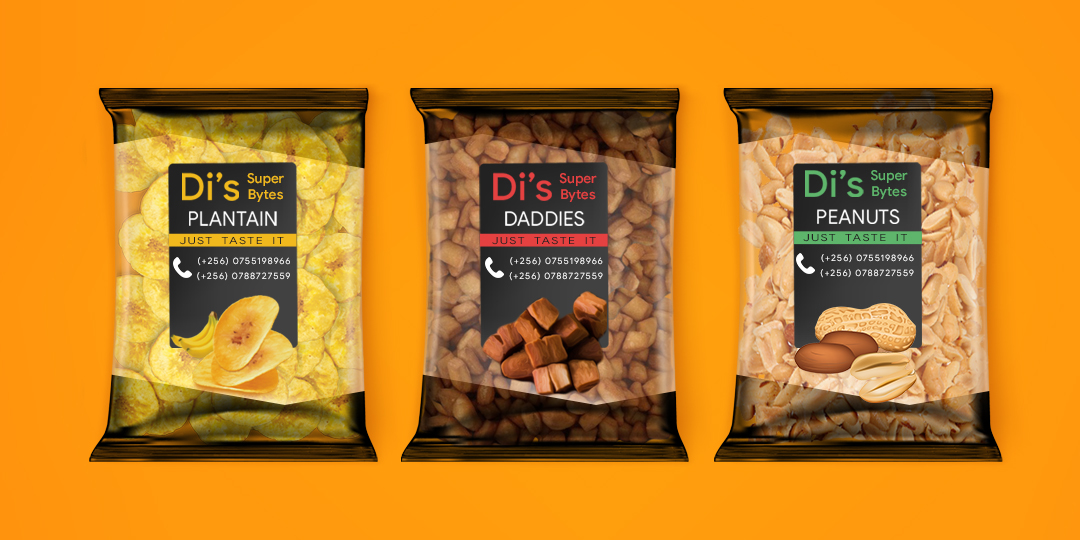 Di's Super Bytes
PLANTAIN
JUST TASTE IT
(+256) 0755198966
(+256) 0788727559
Di's Super Bytes
DADDIES
JUST TASTE IT
(+256) 0755198966
(+256) 0788727559
Di's Super Bytes
PEANUTS
JUST TASTE IT
(+256) 0755198966
(+256) 0788727559